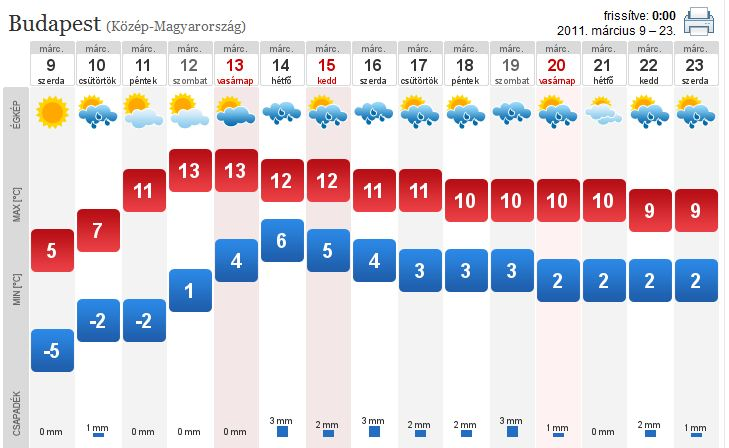 Budapest (Közép-Magyarország)
frissítve: 0:00
2011. március 9 – 23.
márc. márc. márc. márc. márc. márc. márc. márc. márc. márc. márc. márc. márc. márc. márc.
9 10 11 12 13 14 15 16 17 18 19 20 21 22 23
szerda csütörtök péntek szombat vasárnap hétfő kedd szerda csütörtök péntek szombat vasárnap hétfő kedd szerda
ÉGKÉP
MAX [°C]
5 7 11 13 13 12 12 11 11 10 10 10 10 9 9
MIN [°C]
-5 -2 -2 1 4 6 5 4 3 3 3 2 2 2 2
CSAPADÉK
0 mm 1 mm 0 mm 0 mm 0 mm 3 mm 2 mm 3 mm 2 mm 2 mm 3 mm 1 mm 0 mm 2 mm 1 mm